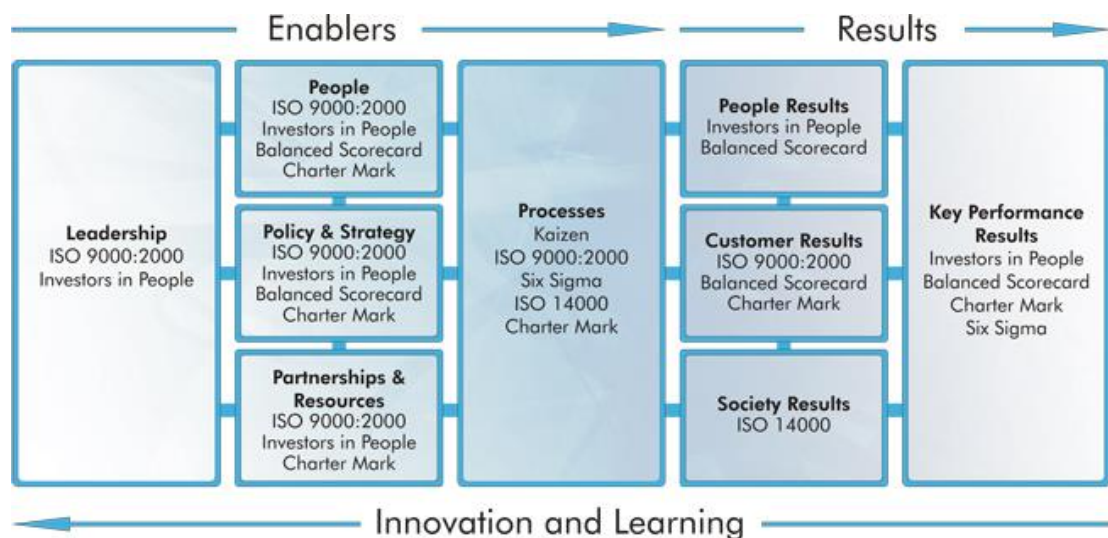 Enablers
Results
Leadership
ISO 9000:2000
Investors in People
People
ISO 9000:2000
Investors in People
Balanced Scorecard
Charter Mark
Policy & Strategy
ISO 9000:2000
Investors in People
Balanced Scorecard
Charter Mark
Partnerships &
Resources
ISO 9000:2000
Investors in People
Charter Mark
Processes
Kaizen
ISO 9000:2000
Six Sigma
ISO 14000
Charter Mark
People Results
Investors in People
Balanced Scorecard
Customer Results
ISO 9000:2000
Balanced Scorecard
Charter Mark
Society Results
ISO 14000
Key Performance
Results
Investors in People
Balanced Scorecard
Charter Mark
Six Sigma
Innovation and Learning